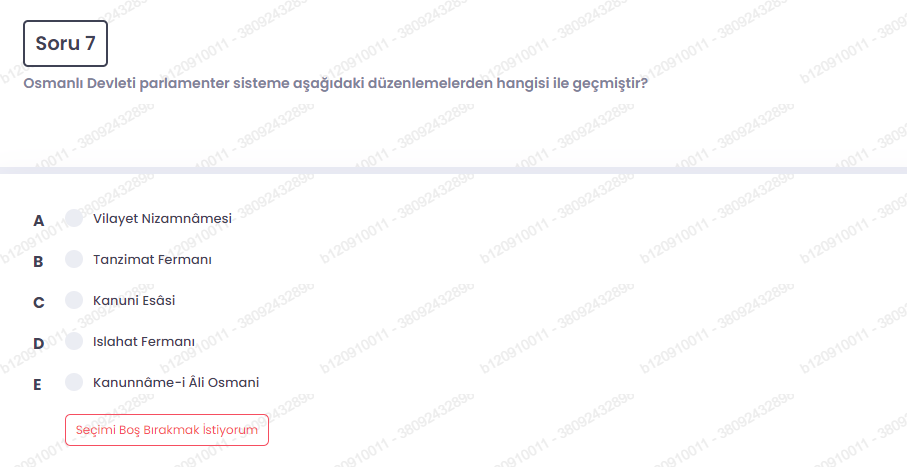 Soru 7
Osmanlı Devleti parlamenter sisteme aşağıdaki düzenlemelerden hangisi ile geçmiştir?
A Vilayet Nizamnâmesi
B Tanzimat Fermanı
C Kanuni Esâsi
D Islahat Fermanı
E Kanunnâme-i Âli Osmani
Seçimi Boş Bırakmak İstiyorum
b120910011 - 38092432898